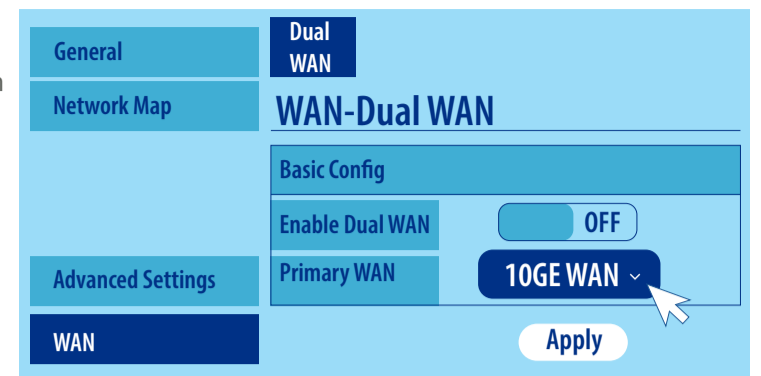 General
Network Map
Advanced Settings
WAN
Dual
WAN
WAN-Dual WAN
Basic Config
Enable Dual WAN
OFF
Primary WAN
10GE WAN
Apply